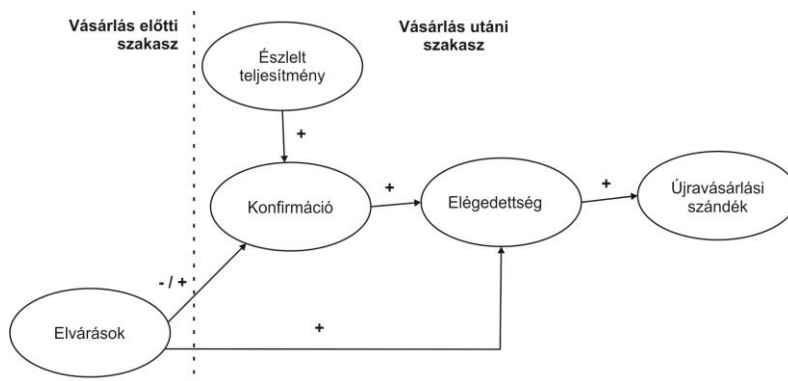 Vásárlás előtti
szakasz
Vásárlás utáni
szakasz
Észlelt
teljesítmény
+
Konfirmáció
+
Elégedettség
+
Újravásárlási
szándék
- / +
Elvárások
+